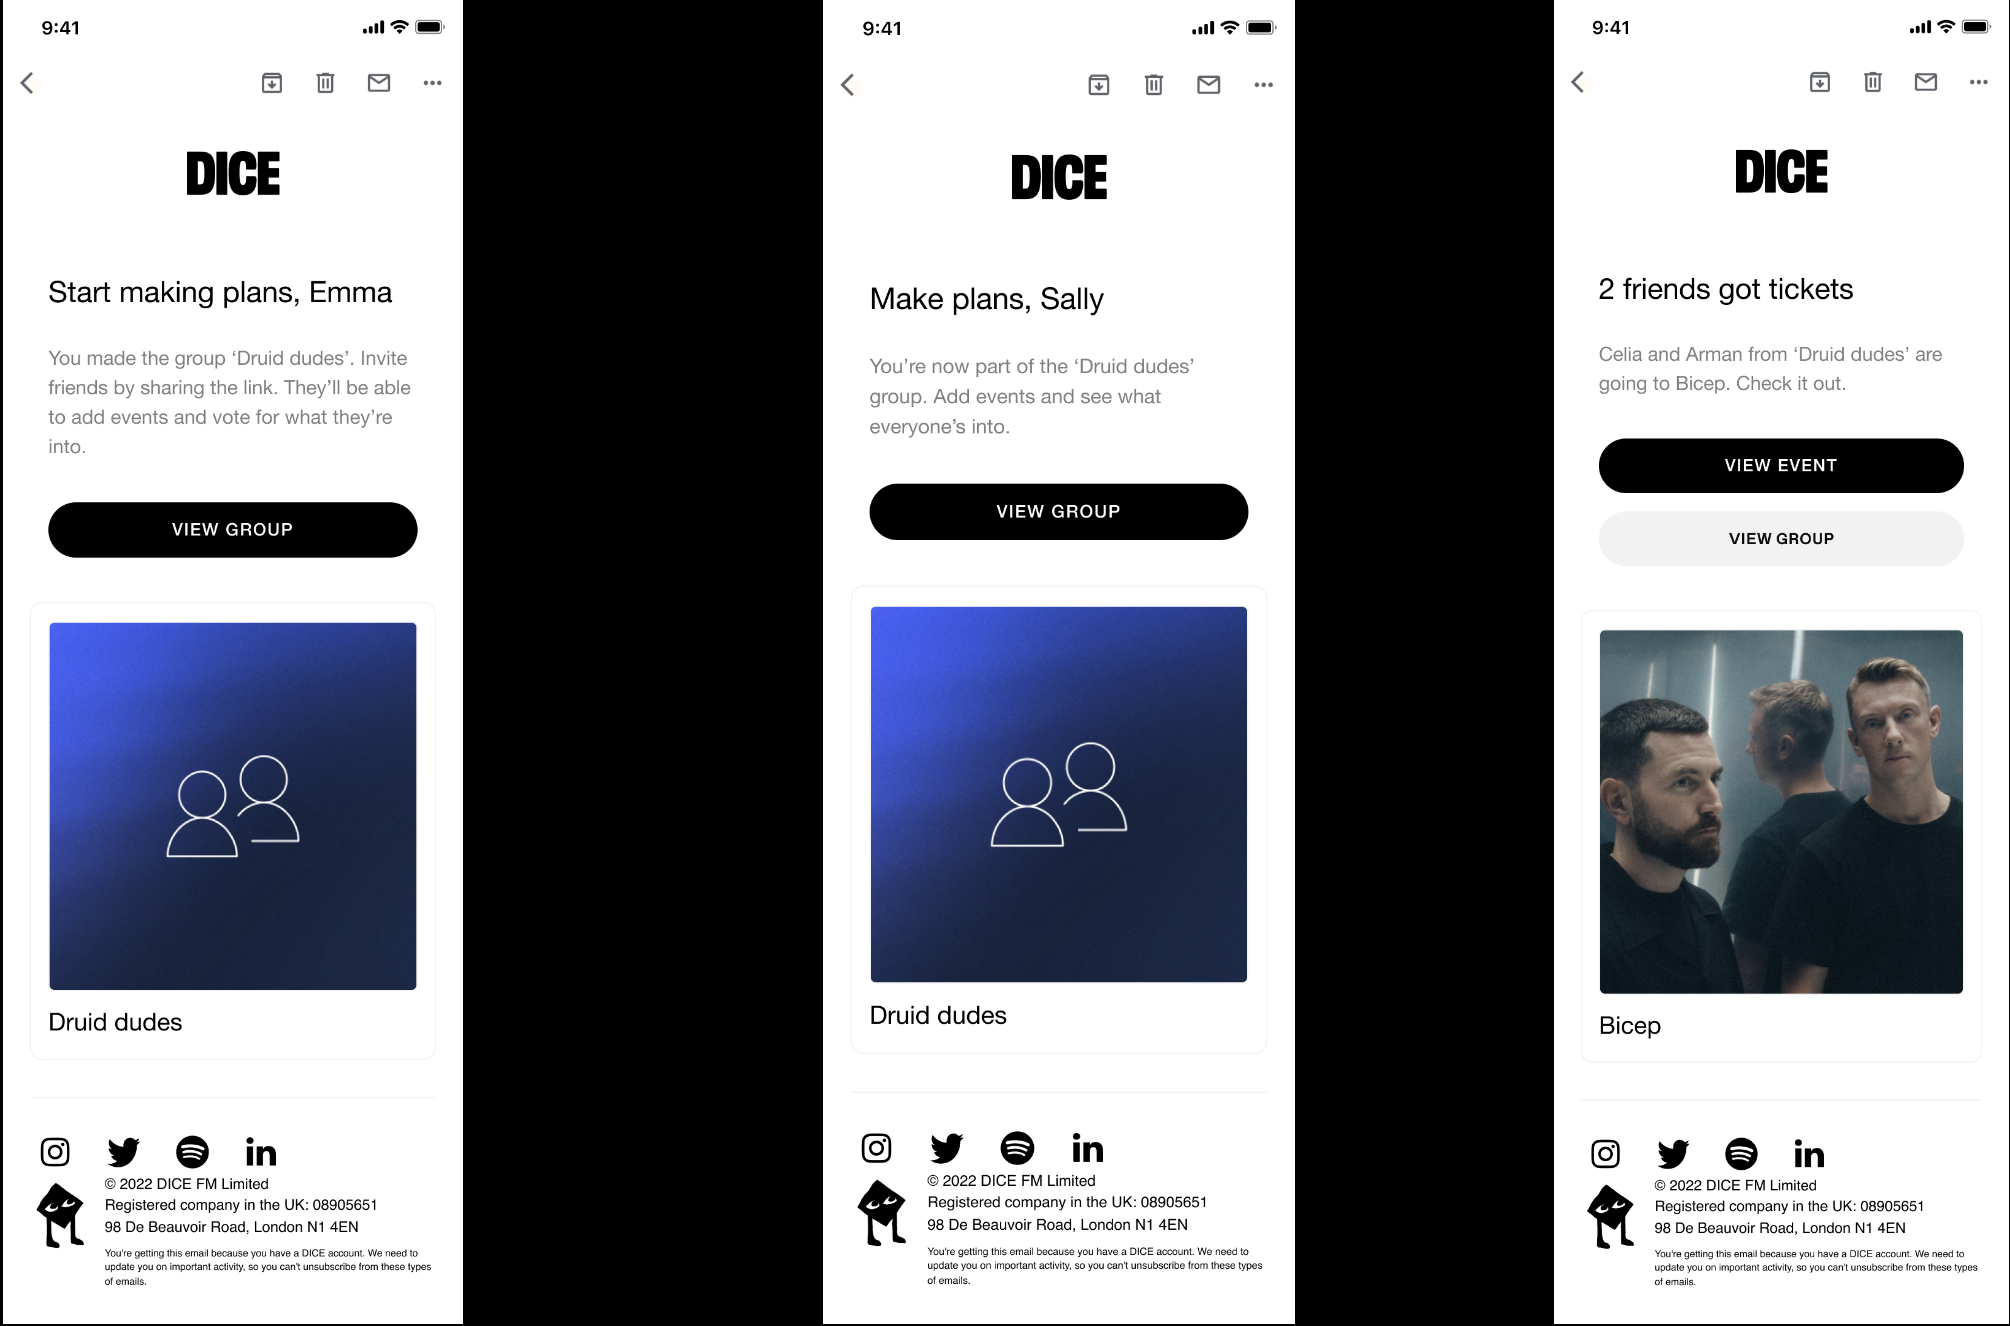 9:41
DICE
Start making plans, Emma
You made the group ‘Druid dudes’. Invite
friends by sharing the link. They’ll be able
to add events and vote for what they’re
into.
VIEW GROUP
Druid dudes
in
© 2022 DICE FM Limited
Registered company in the UK: 08905651
98 De Beauvoir Road, London N1 4EN
You're getting this email because you have a DICE account. We need to
update you on important activity, so you can't unsubscribe from these types
of emails.
9:41
DICE
Make plans, Sally
You’re now part of the ‘Druid dudes’
group. Add events and see what
everyone’s into.
VIEW GROUP
Druid dudes
in
© 2022 DICE FM Limited
Registered company in the UK: 08905651
98 De Beauvoir Road, London N1 4EN
You're getting this email because you have a DICE account. We need to
update you on important activity, so you can't unsubscribe from these types
of emails.
9:41
DICE
2 friends got tickets
Celia and Arman from ‘Druid dudes’ are
going to Bicep. Check it out.
VIEW EVENT
VIEW GROUP
Bicep
in
© 2022 DICE FM Limited
Registered company in the UK: 08905651
98 De Beauvoir Road, London N1 4EN
You're getting this email because you have a DICE account. We need to
update you on important activity, so you can't unsubscribe from these types
of emails.